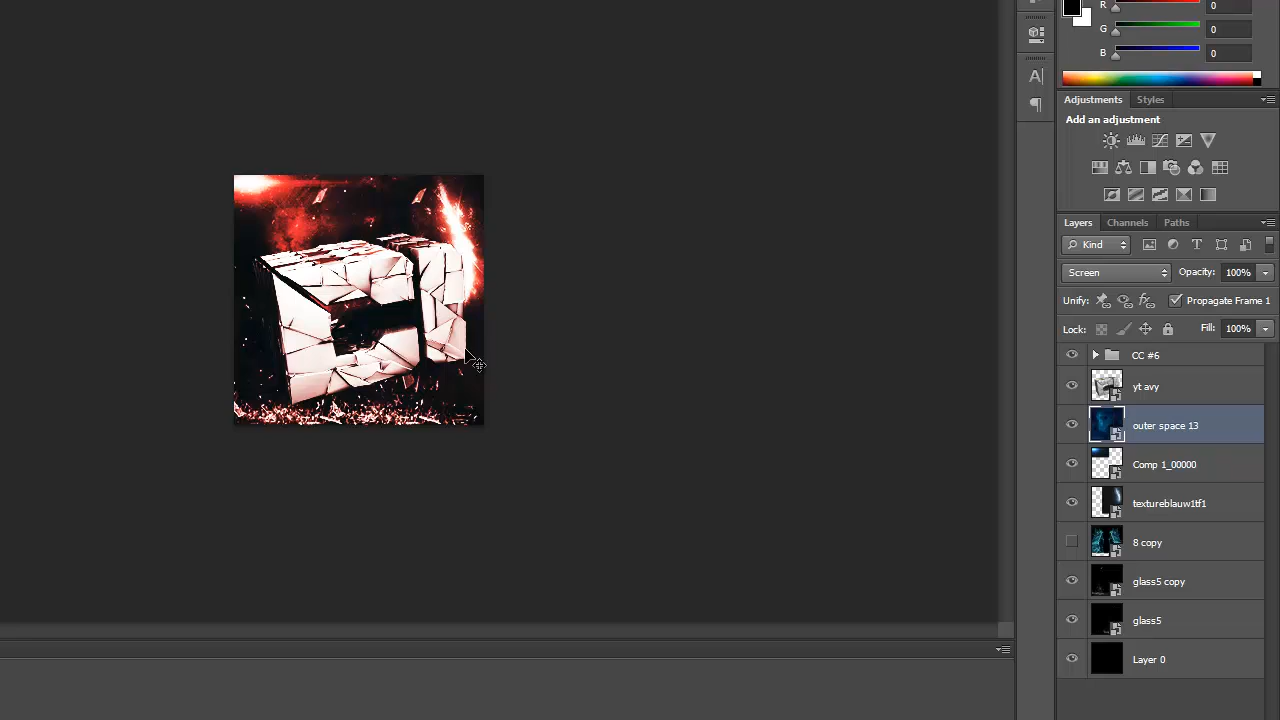 R 0
G 0
B 0
Adjustments Styles
Add an adjustment
Layers Channels Paths
Kind
Screen Opacity: 100%
Unify: Propagate Frame 1
Lock: Fill: 100%
CC #6
yt avy
outer space 13
Comp 1_00000
textureblauw1tf1
8 copy
glass5 copy
glass5
Layer 0